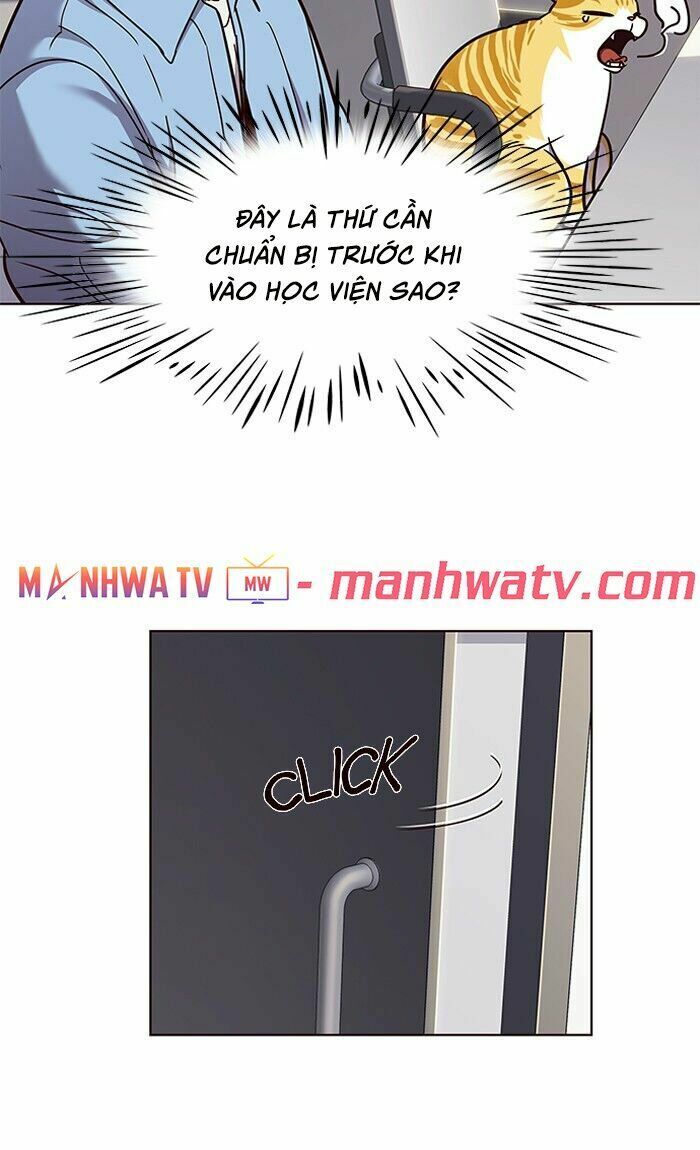 ĐÂY LÀ THỨ CẦN
CHUẨN BỊ TRƯỚC KHI
VÀO HỌC VIỆN SAO?
MANHWA TV MW - manhwatv.com
CLICK